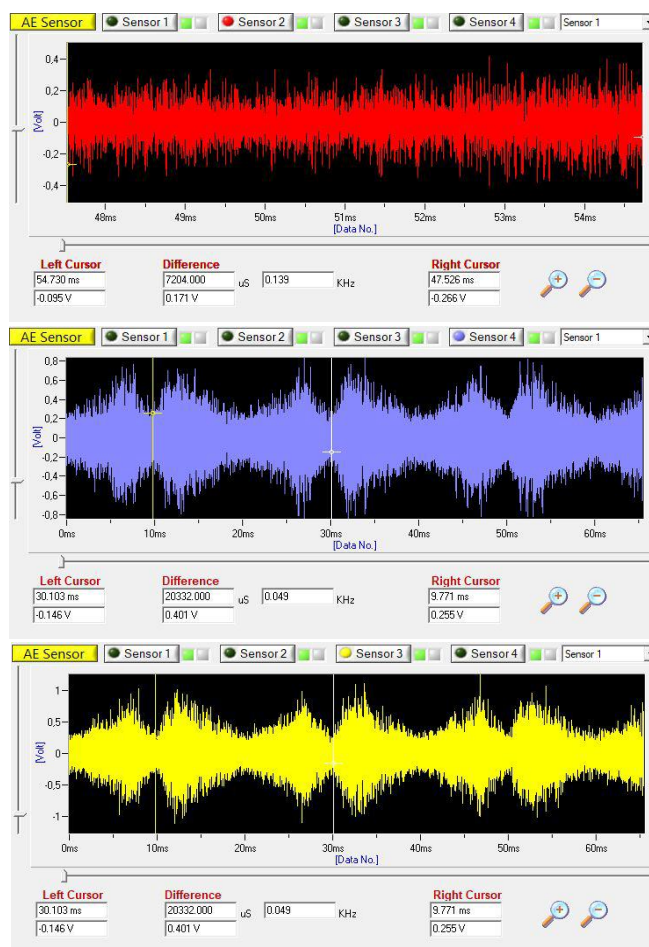 AE Sensor Sensor 1 Sensor 2 Sensor 3 Sensor 4 Sensor 1
0,4
0,2
0
-0,2
-0,4
[Volt]
48ms 49ms 50ms 51ms 52ms 53ms 54ms
[Data No.]
Left Cursor Difference Right Cursor
54.730 ms 7204.000 uS 0.139 KHz 47.526 ms
-0.095 V 0.171 V -0.266 V
AE Sensor Sensor 1 Sensor 2 Sensor 3 Sensor 4 Sensor 1
0,8
0,6
0,4
0,2
0
-0,2
-0,4
-0,6
-0,8
[Volt]
0ms 10ms 20ms 30ms 40ms 50ms 60ms
[Data No.]
Left Cursor Difference Right Cursor
30.103 ms 20332.000 uS 0.049 KHz 9.771 ms
-0.146 V 0.401 V 0.255 V
AE Sensor Sensor 1 Sensor 2 Sensor 3 Sensor 4 Sensor 1
1
0,5
0
-0,5
-1
[Volt]
0ms 10ms 20ms 30ms 40ms 50ms 60ms
[Data No.]
Left Cursor Difference Right Cursor
30.103 ms 20332.000 uS 0.049 KHz 9.771 ms
-0.146 V 0.401 V 0.255 V